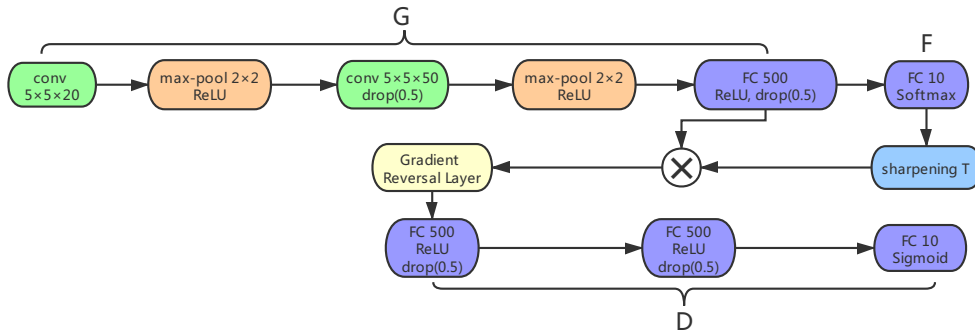 G
F
conv
5×5×20
max-pool 2×2
ReLU
conv 5×5×50
drop(0.5)
max-pool 2×2
ReLU
FC 500
ReLU, drop(0.5)
FC 10
Softmax
Gradient
Reversal Layer
sharpening T
FC 500
ReLU
drop(0.5)
FC 500
ReLU
drop(0.5)
FC 10
Sigmoid
D